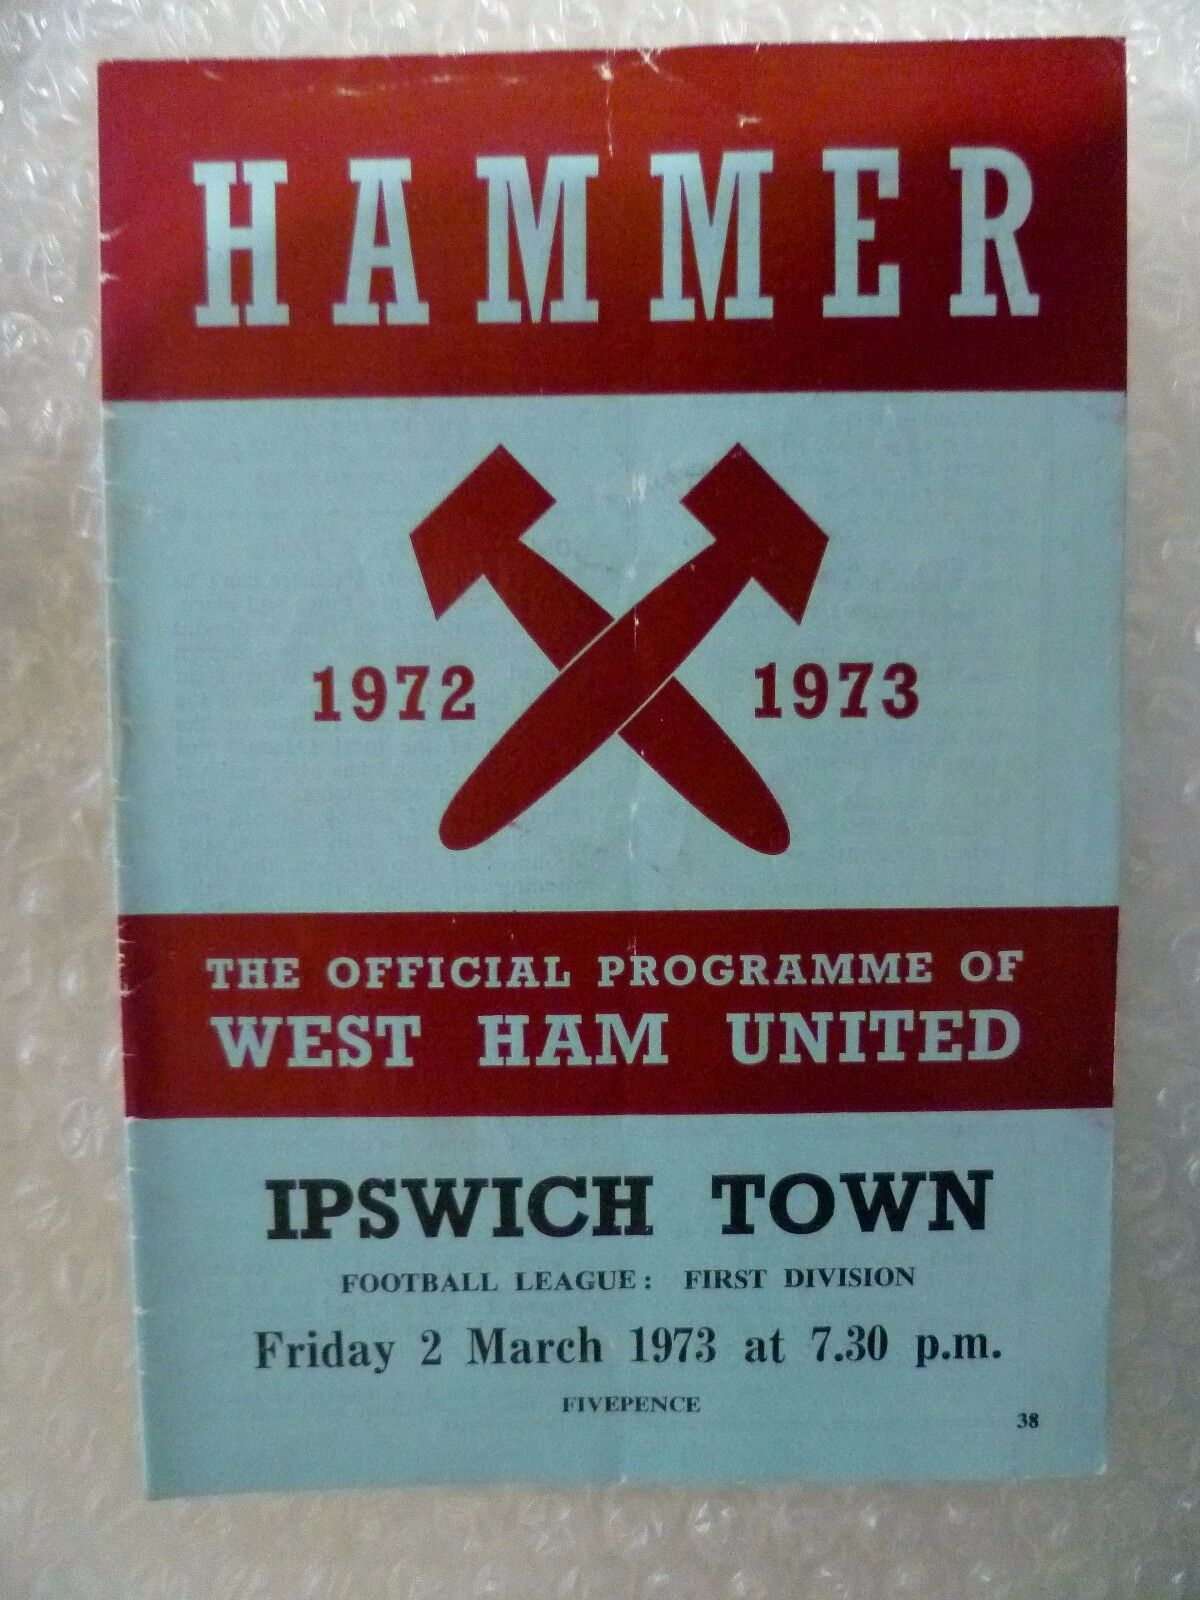 HAMMER
1972 1973
THE OFFICIAL PROGRAMME OF
WEST HAM UNITED
IPSWICH TOWN
FOOTBALL LEAGUE: FIRST DIVISION
Friday 2 March 1973 at 7.30 p.m.
FIVEPENCE
38